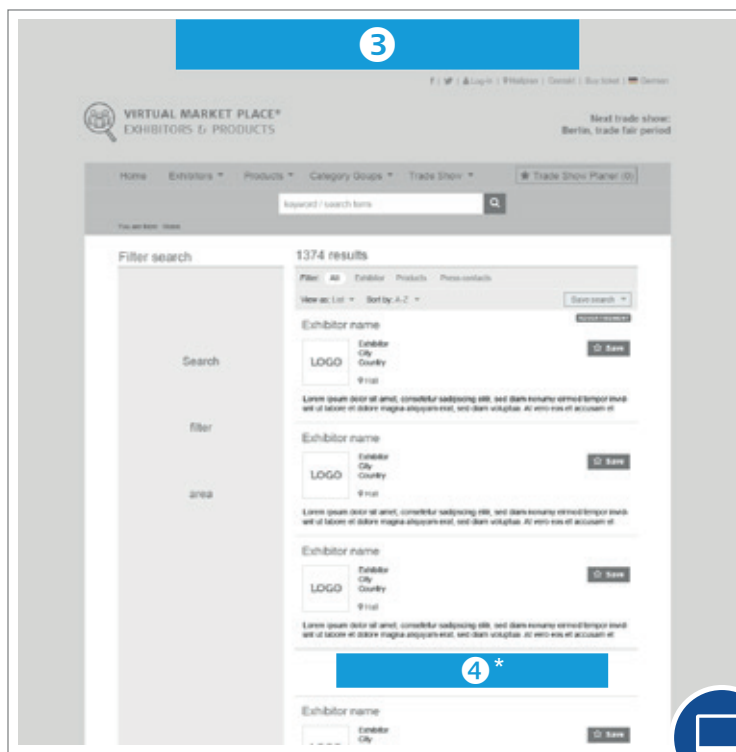 3
f | | Log-in | Hallplan | Contact | Buy ticket | German
VIRTUAL MARKET PLACE®
EXHIBITORS & PRODUCTS
Next trade show:
Berlin, trade fair period
Home Exhibitors Products Category Goups Trade Show ★ Trade Show Planer (0)
keyword / search items
You are here: Home
Filter search
1374 results
Filter: All Exhibitor Products Press contacts
View as: List Sort by: A-Z Save search
Exhibitor name
LOGO
Exhibitor
City
Country
Hall
☆ Save
Lorem ipsum dolor sit amet, consetetur sadipscing elitr, sed diam nonumy eirmod tempor invid-
unt ut labore et dolore magna aliquyam erat, sed diam voluptua. At vero eos et accusam et
Search
filter
area
Exhibitor name
LOGO
Exhibitor
City
Country
Hall
☆ Save
Lorem ipsum dolor sit amet, consetetur sadipscing elitr, sed diam nonumy eirmod tempor invid-
unt ut labore et dolore magna aliquyam erat, sed diam voluptua. At vero eos et accusam et
Exhibitor name
LOGO
Exhibitor
City
Country
Hall
☆ Save
Lorem ipsum dolor sit amet, consetetur sadipscing elitr, sed diam nonumy eirmod tempor invid-
unt ut labore et dolore magna aliquyam erat, sed diam voluptua. At vero eos et accusam et
4*
Exhibitor name
Exhibitor
City
☆ Save